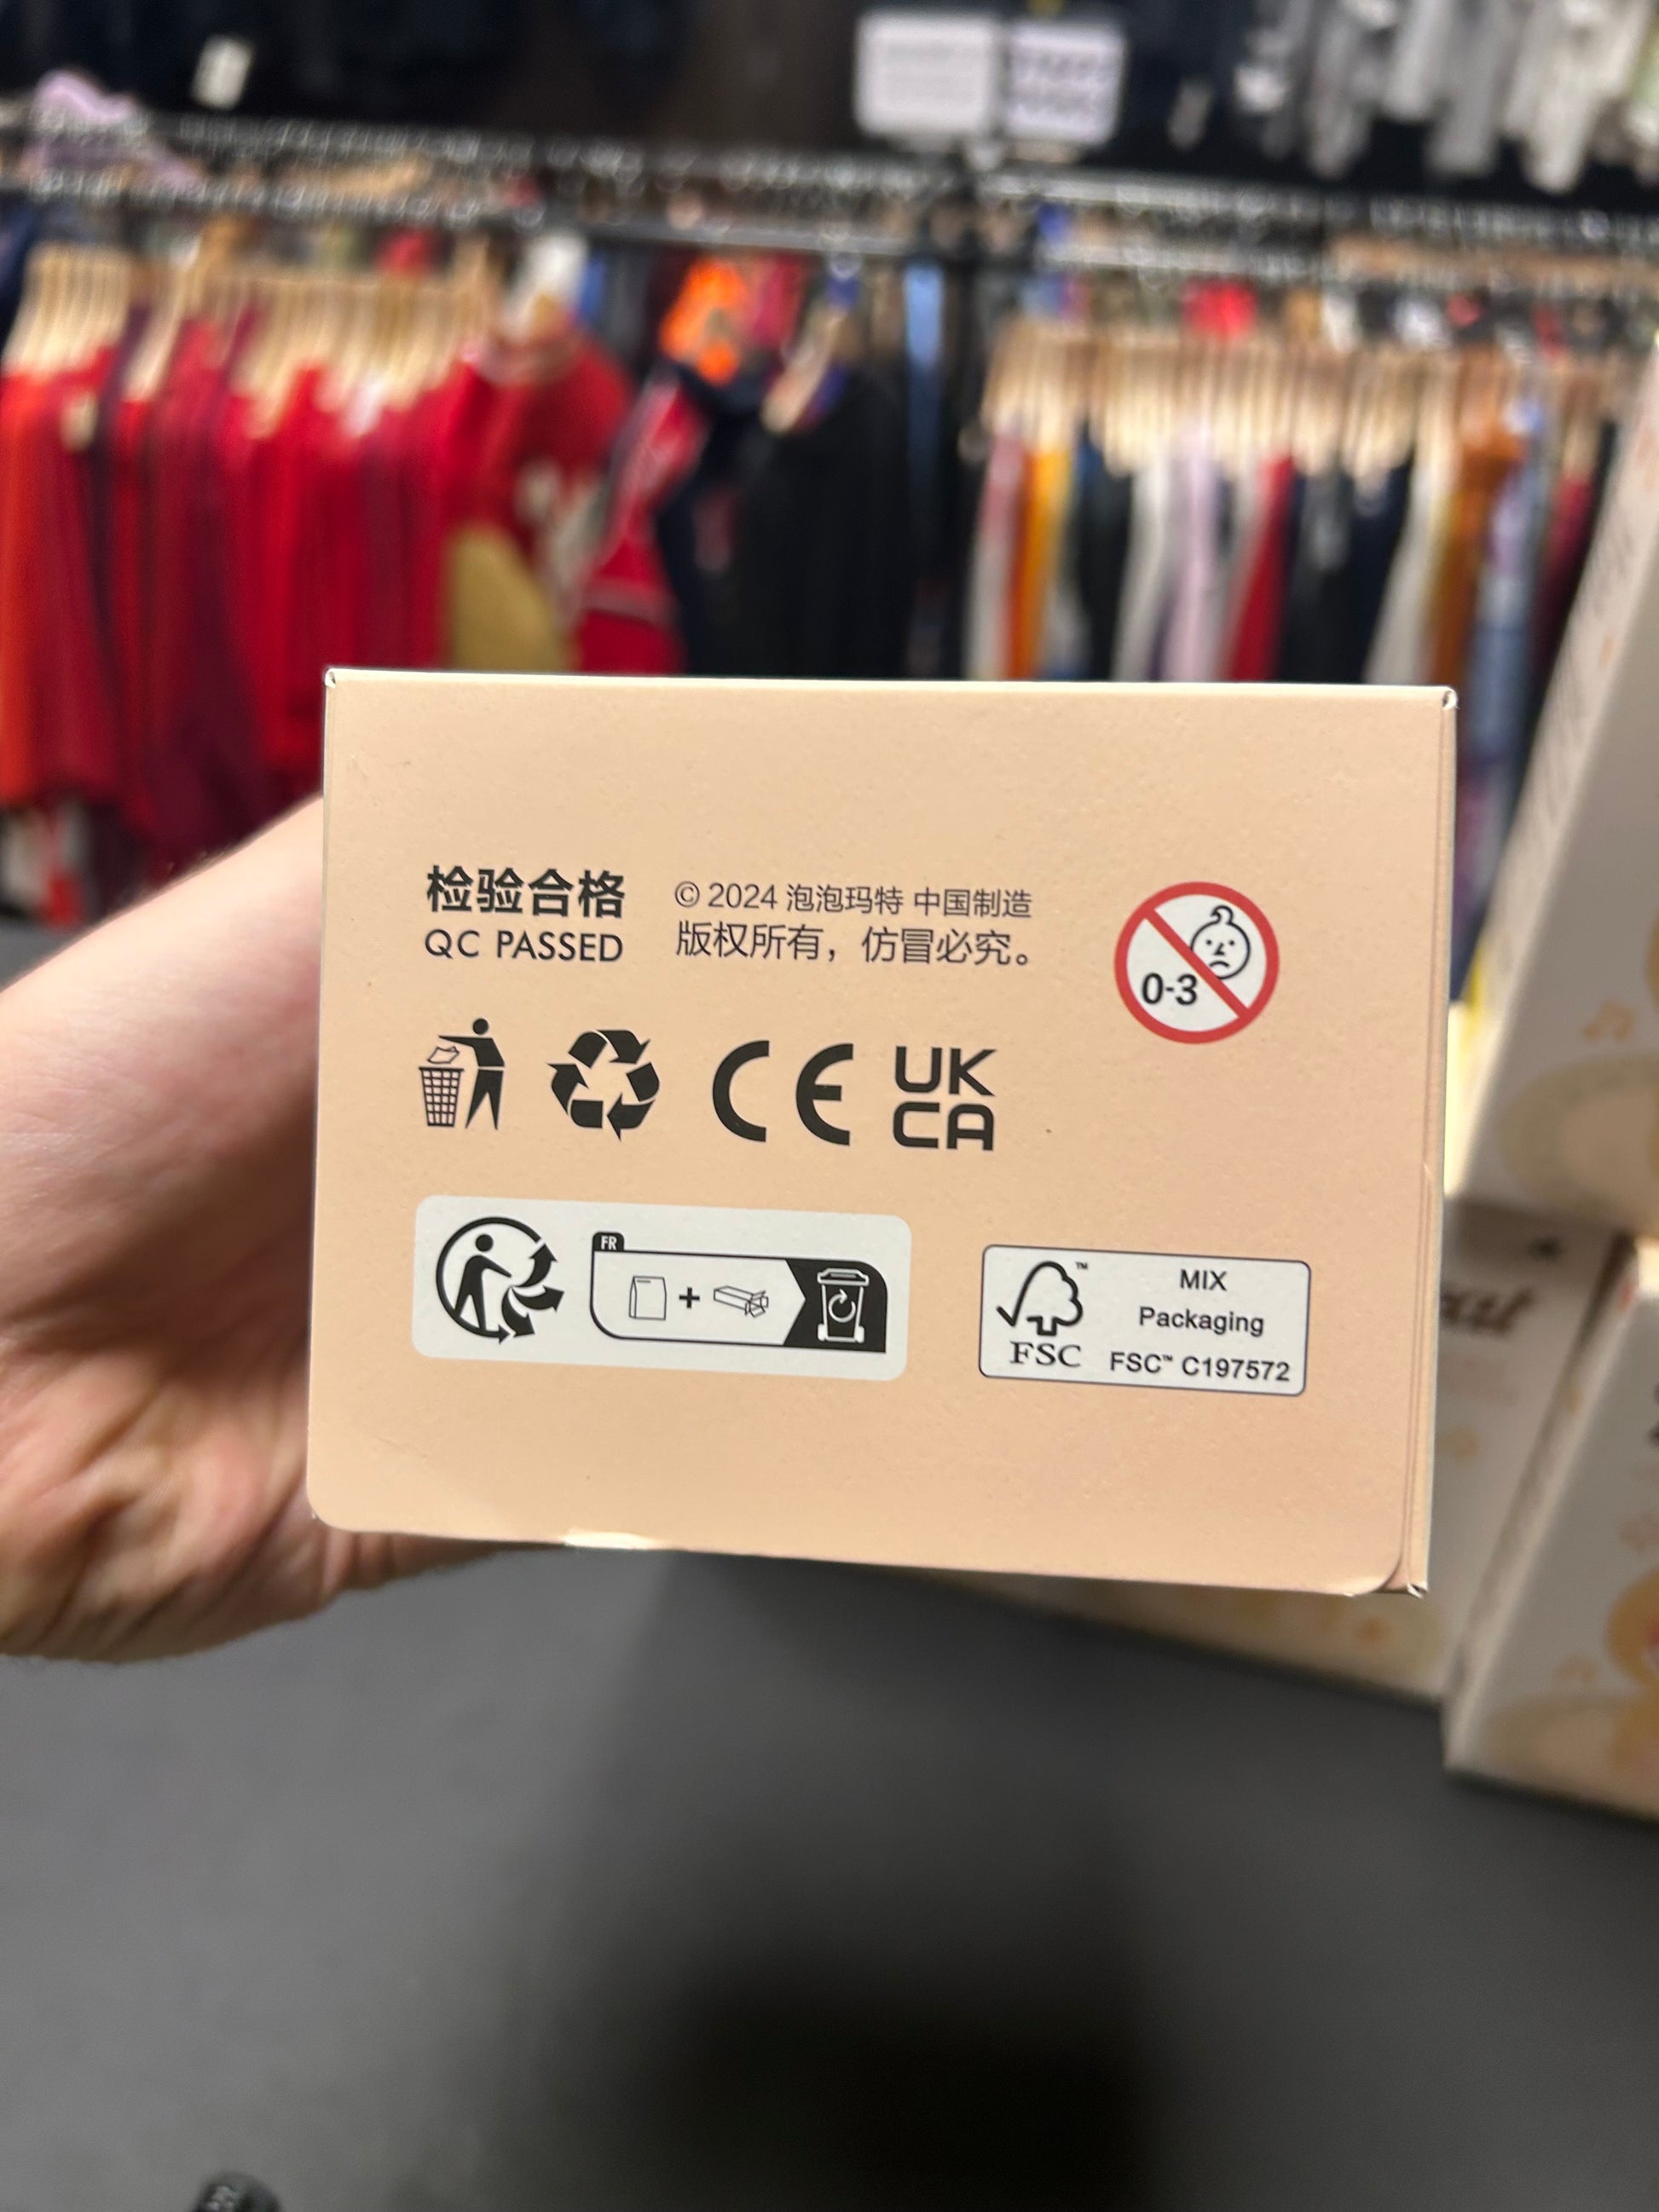 检验合格
QC PASSED
© 2024 泡泡玛特 中国制造
版权所有，仿冒必究。
0-3
CE
UK
CA
FR
FSC™
MIX
Packaging
FSC™ C197572